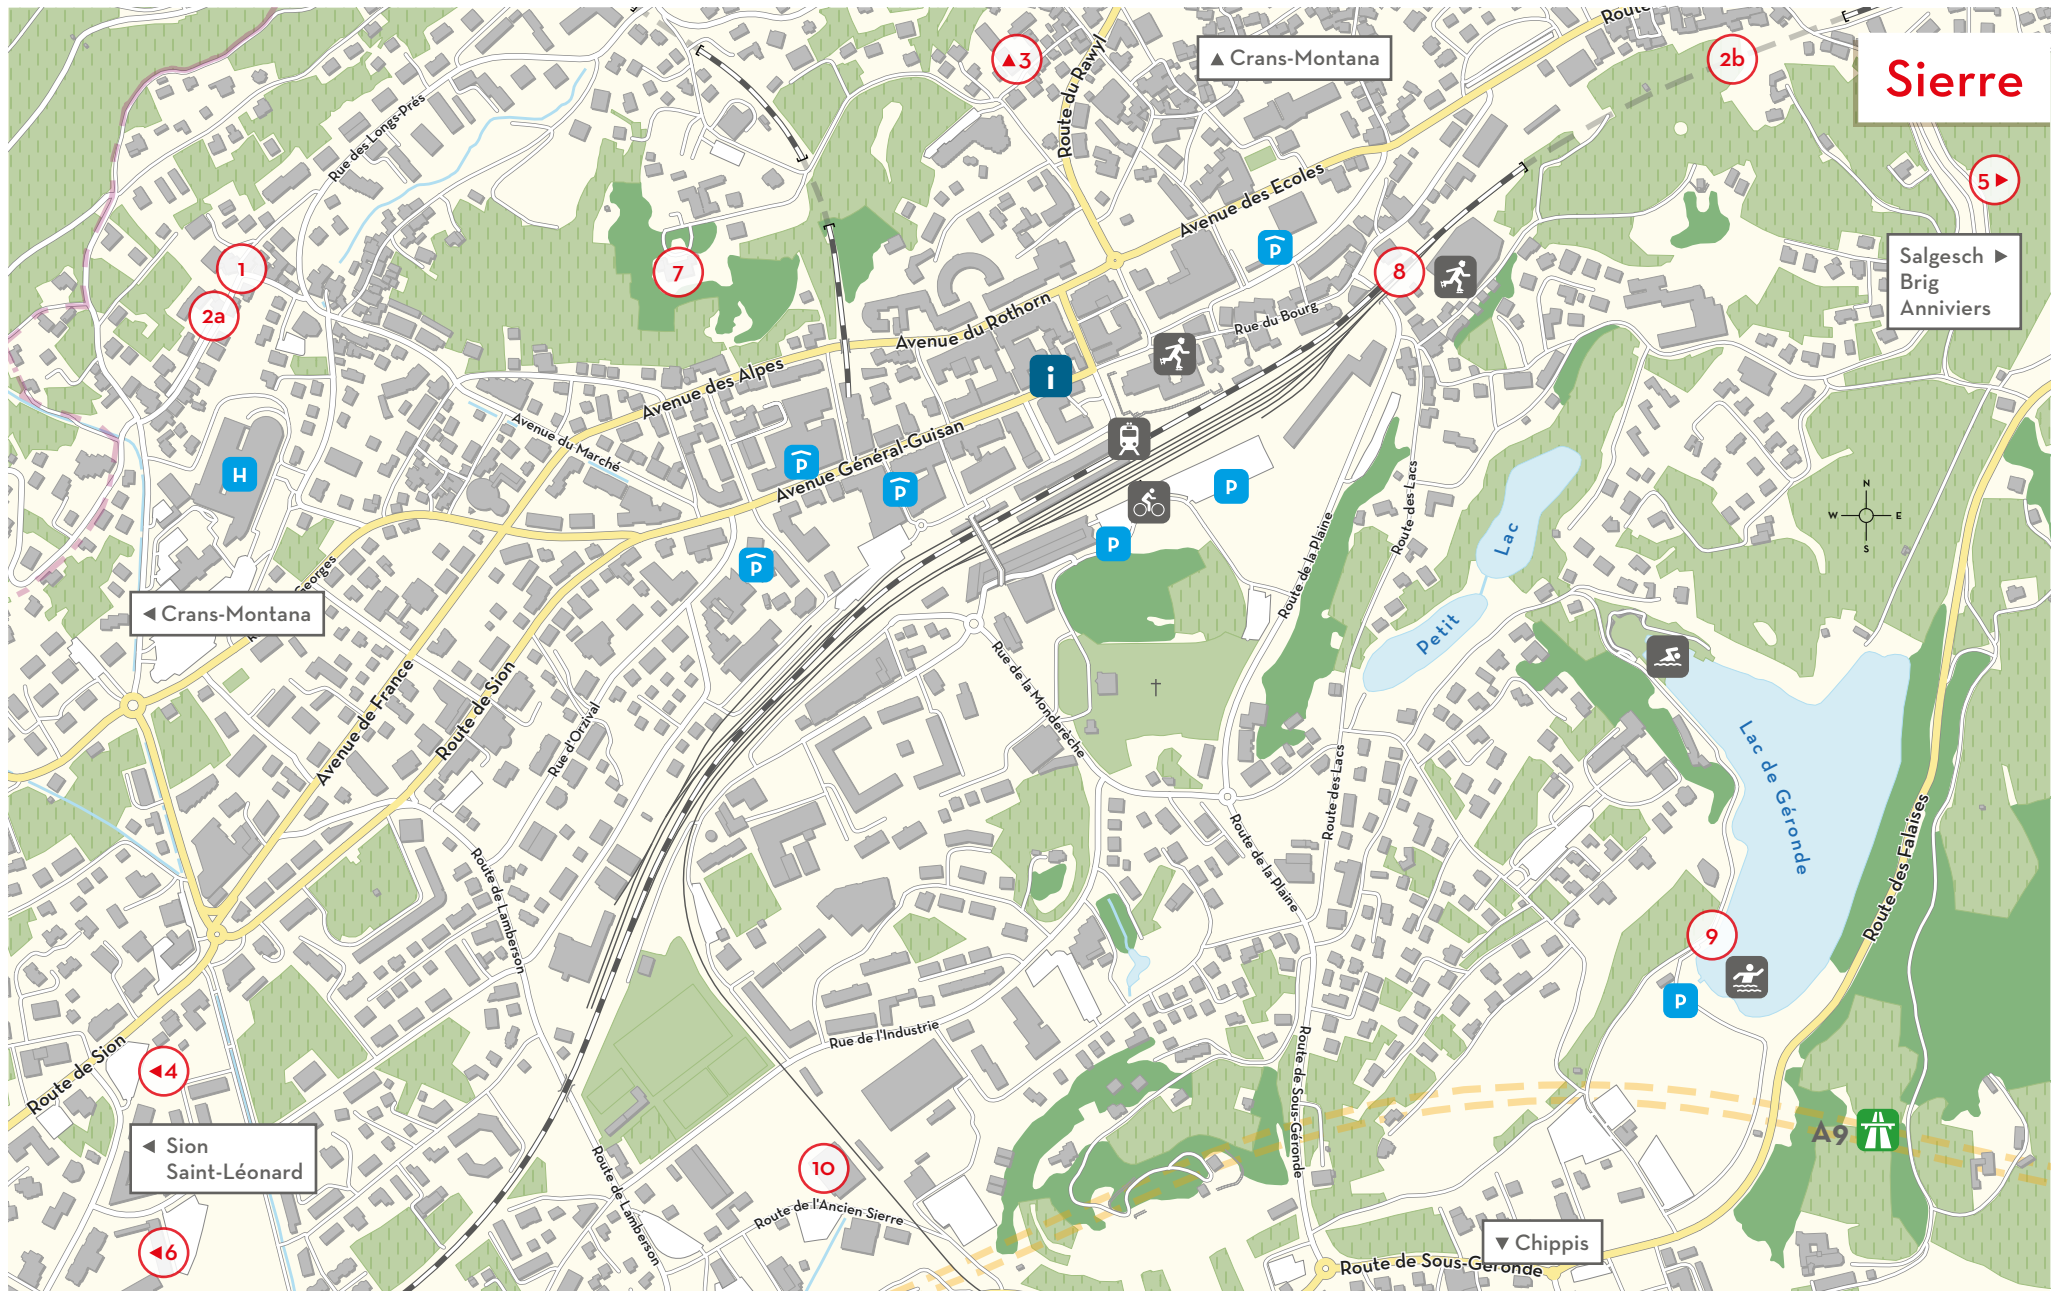 Sierre
Route
▲3
2b
▲ Crans-Montana
Route du Rawyl
Rue des Longs-Prés
5 ►
Avenue des Ecoles
Salgesch ►
Brig
Anniviers
1
7
8
P
2a
Avenue du Rothorn
Rue du Bourg
i
Avenue des Alpes
Avenue du Marché
Avenue Général-Guisan
H
P
P
P
P
P
N
W
E
S
Route des Lacs
Route de la Plaine
Petit
Lac
Georges
◄ Crans-Montana
Avenue de France
Route de Sion
Rue d'Orzival
Rue de la Monderèche
Route des Lacs
Lac de Géronde
Route des Falaises
Route de Lamberson
Route de la Plaine
9
P
Rue de l'Industrie
Route de Sion
◄4
Route de Sous-Géronde
A9
◄ Sion
Saint-Léonard
10
Route de Lamberson
Route de l'Ancien Sierre
◄6
▼ Chippis
Route de Sous-Géronde